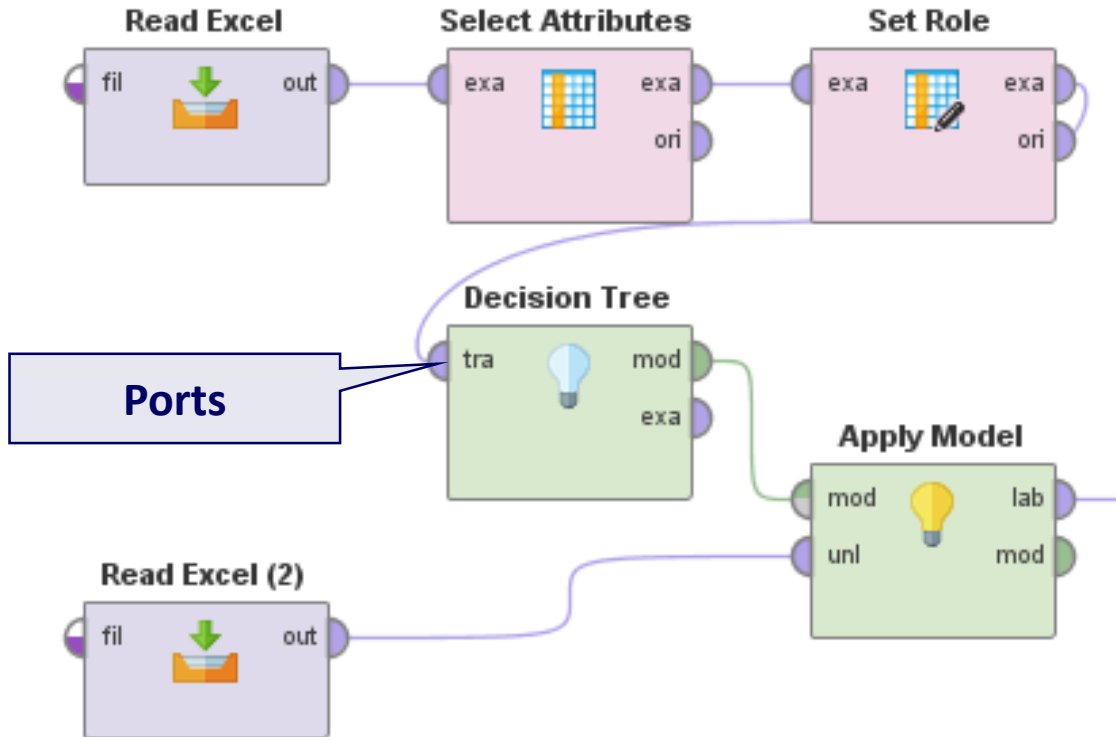 Read Excel
fil
out
Select Attributes
exa
exa
ori
Set Role
exa
exa
ori
Decision Tree
tra
mod
exa
Ports
Apply Model
mod
lab
unl
mod
Read Excel (2)
fil
out